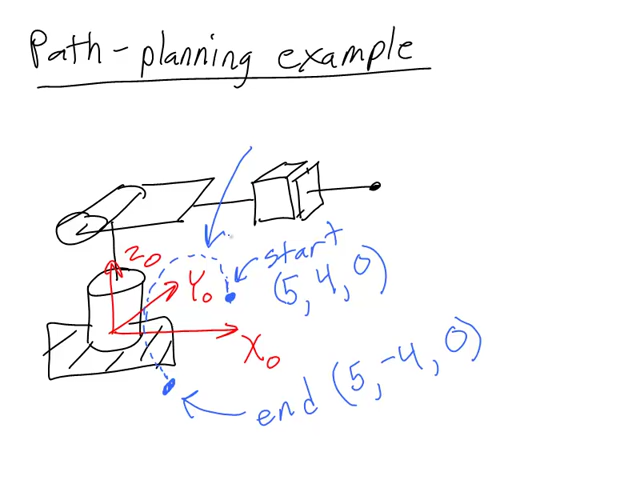 Path-planning example
z0
Y0
start
(5, 4, 0)
X0
end (5, -4, 0)